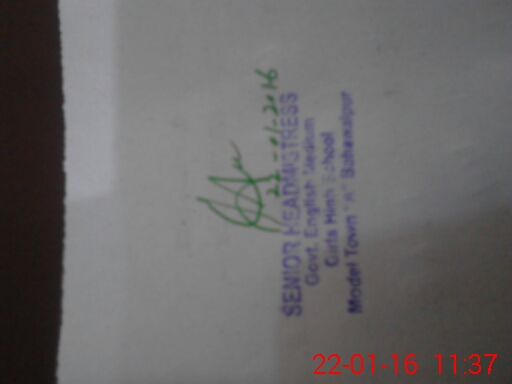 22-01-2016
SENIOR HEADMISTRESS
Govt. English Medium
Girls High School
Model Town "A" Bahawalpur
22-01-16 11:37